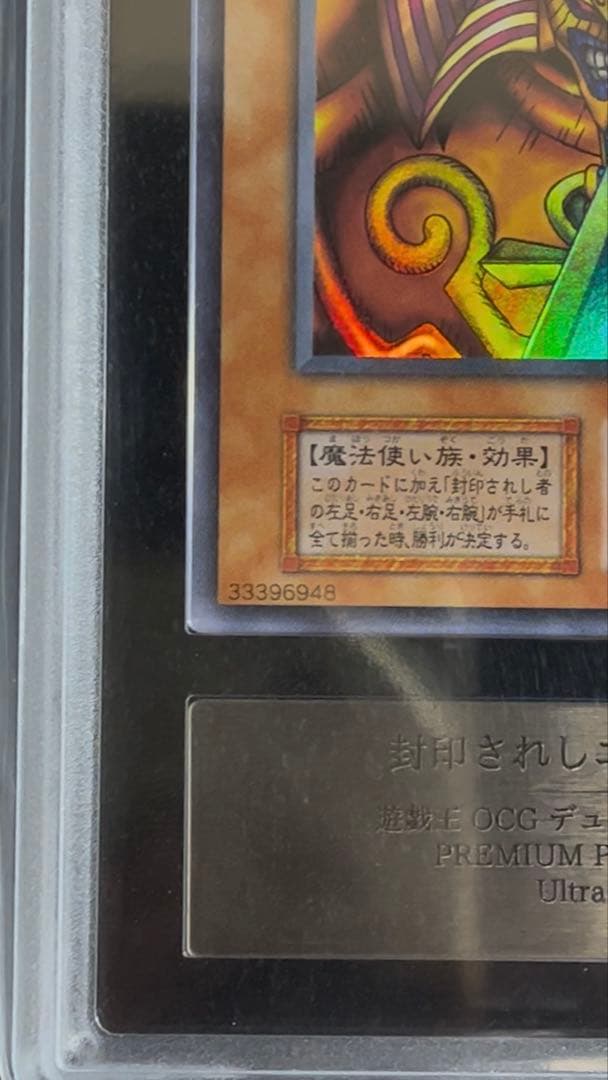 【魔法使い族・効果】
このカードに加え「封印されし者
の左足・右足・左腕・右腕」が手札に
全て揃った時、勝利が決定する。
33396948
封印されしエ
遊戯王 OCG デュ
PREMIUM P
Ultra